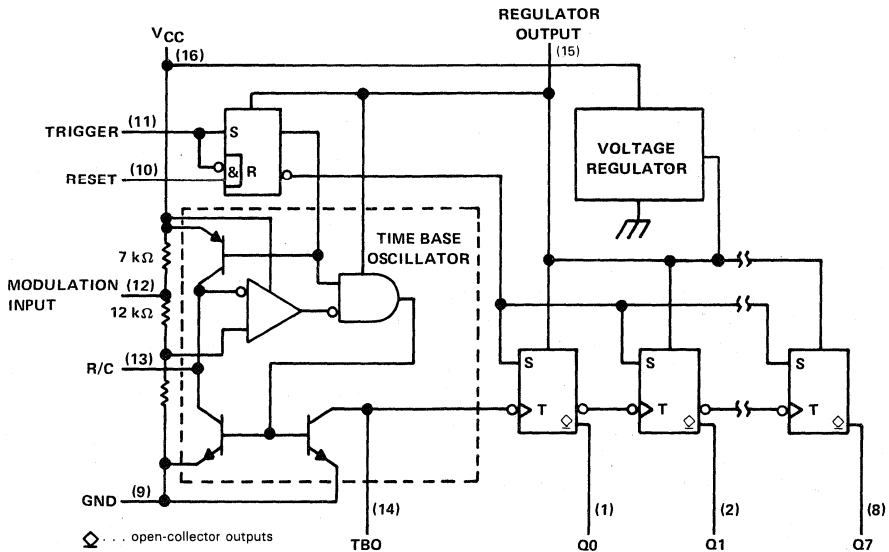 REGULATOR
OUTPUT
(15)
VCC
(16)
TRIGGER (11)
S
& R
RESET (10)
VOLTAGE
REGULATOR
TIME BASE
OSCILLATOR
7 kΩ
MODULATION
INPUT
(12)
12 kΩ
R/C (13)
S
T
S
T
S
T
GND (9)
(14)
(1)
(2)
(8)
. . . open-collector outputs
TBO
Q0
Q1
Q7